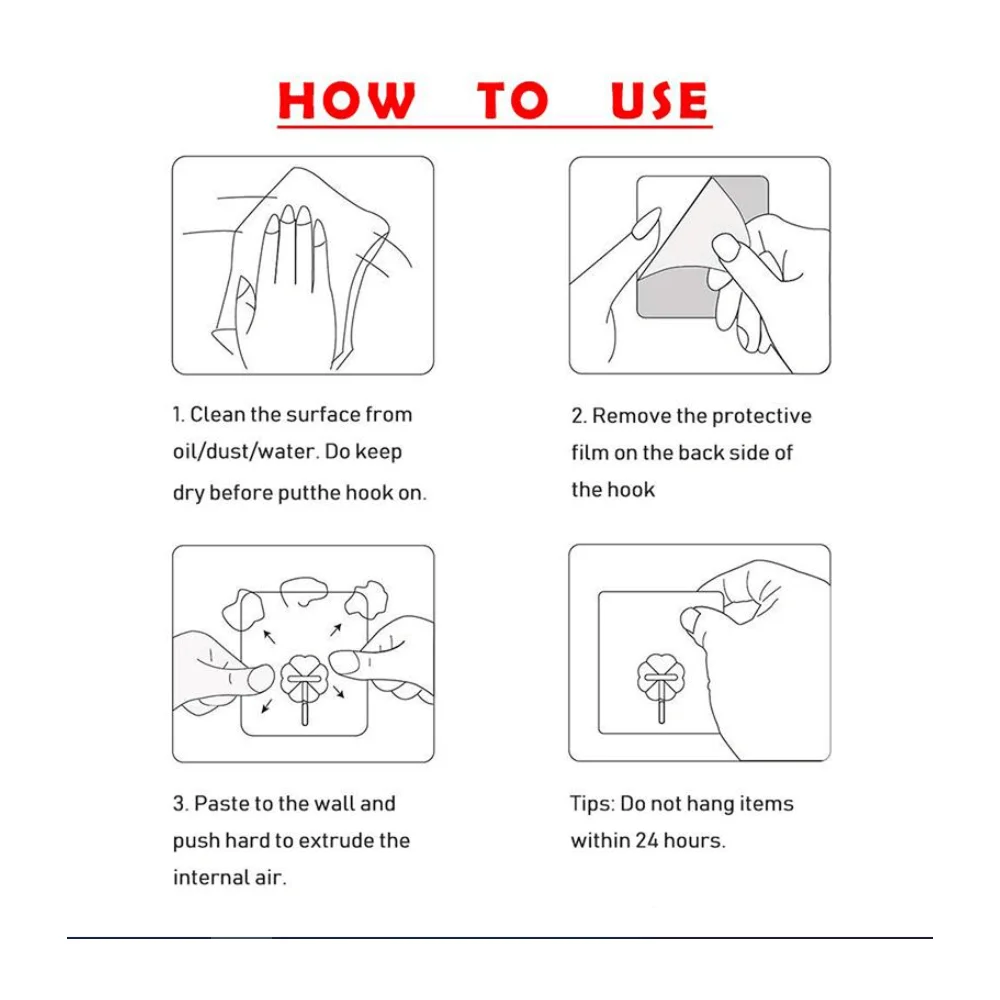 HOW TO USE
1. Clean the surface from
oil/dust/water. Do keep
dry before putthe hook on.
2. Remove the protective
film on the back side of
the hook
3. Paste to the wall and
push hard to extrude the
internal air.
Tips: Do not hang items
within 24 hours.